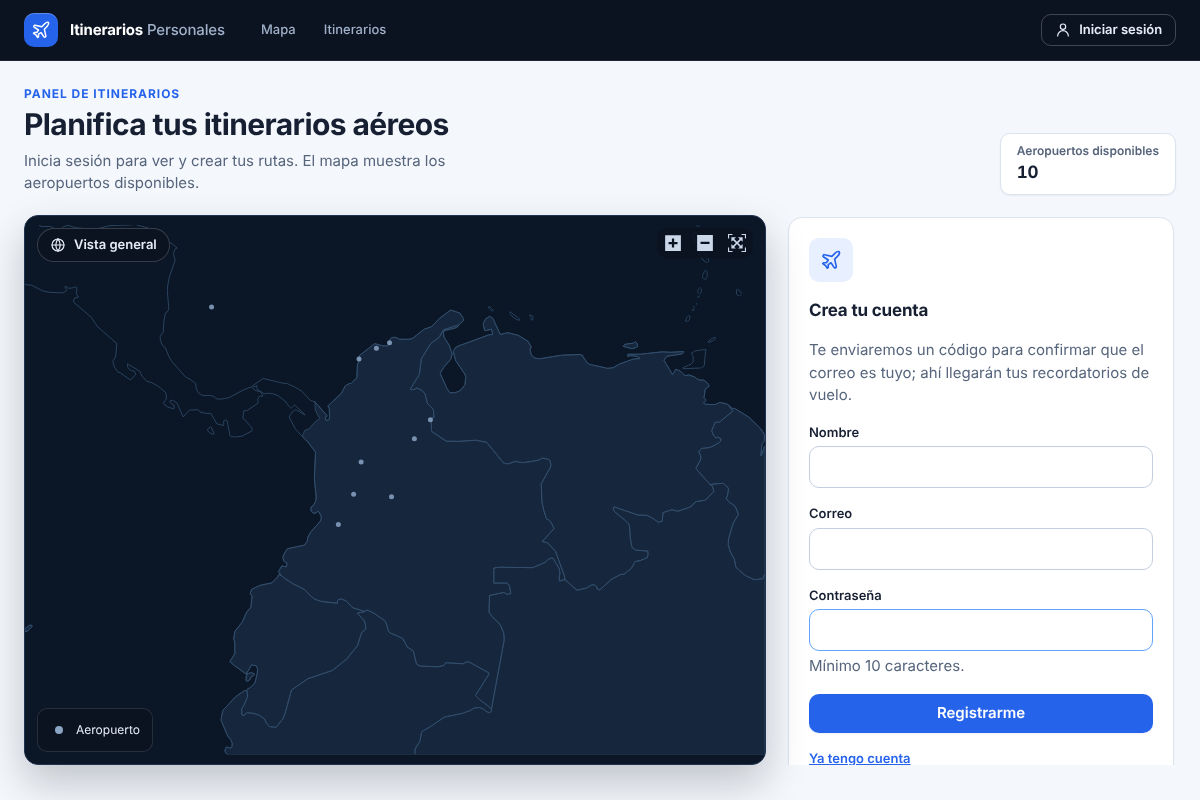 Itinerarios Personales
Mapa
Itinerarios
Iniciar sesión
PANEL DE ITINERARIOS
Planifica tus itinerarios aéreos
Inicia sesión para ver y crear tus rutas. El mapa muestra los
aeropuertos disponibles.
Aeropuertos disponibles
10
Vista general
Aeropuerto
Crea tu cuenta
Te enviaremos un código para confirmar que el
correo es tuyo; ahí llegarán tus recordatorios de
vuelo.
Nombre
Correo
Contraseña
Mínimo 10 caracteres.
Registrarme
Ya tengo cuenta